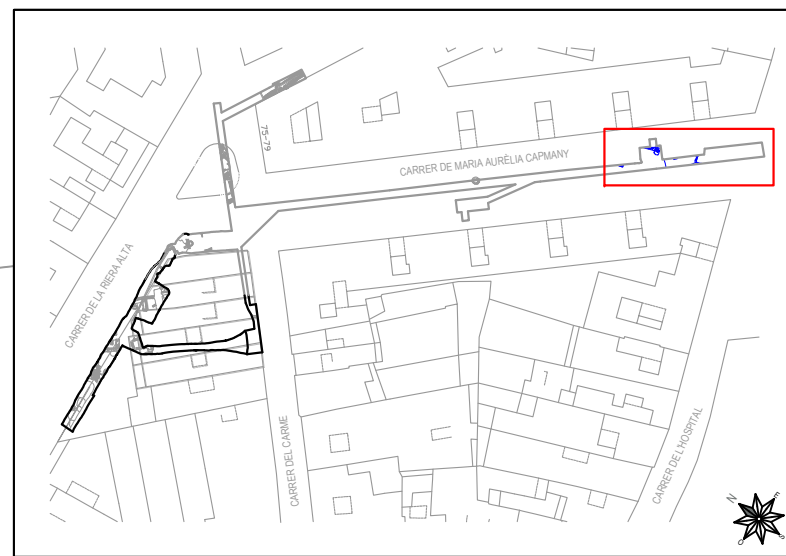 75-79
CARRER DE MARIA AURÈLIA CAPMANY
CARRER DE LA RIERA ALTA
CARRER DEL CARME
CARRER DE L'HOSPITAL
N
E
O
S